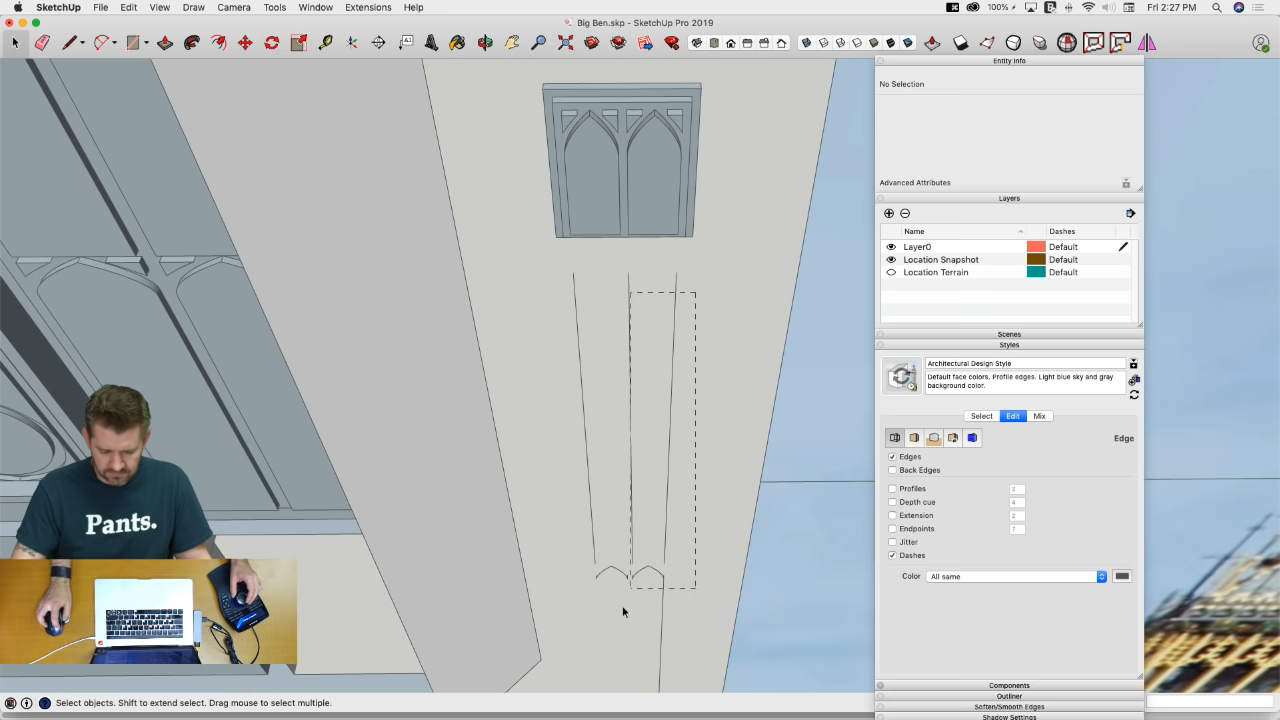 SketchUp File Edit View Camera Draw Tools Window Extensions Help
100% Fri 2:27 PM
Big Ben.skp - SketchUp Pro 2019
Entity Info
No Selection
Advanced Attributes
Layers
Name Dashes
Layer0 Default
Location Snapshot Default
Location Terrain Default
Scenes
Styles
Architectural Design Style
Default face colors. Profile edges. Light blue sky and gray
background color.
Select Edit Mix
Edge
Edges
Back Edges
Profiles 2
Depth cue 4
Extension 2
Endpoints 7
Jitter
Dashes
Color All same
Components
Outliner
Soften/Smooth Edges
Shadow Settings
Select objects. Shift to extend select. Drag mouse to select multiple.
Pants.